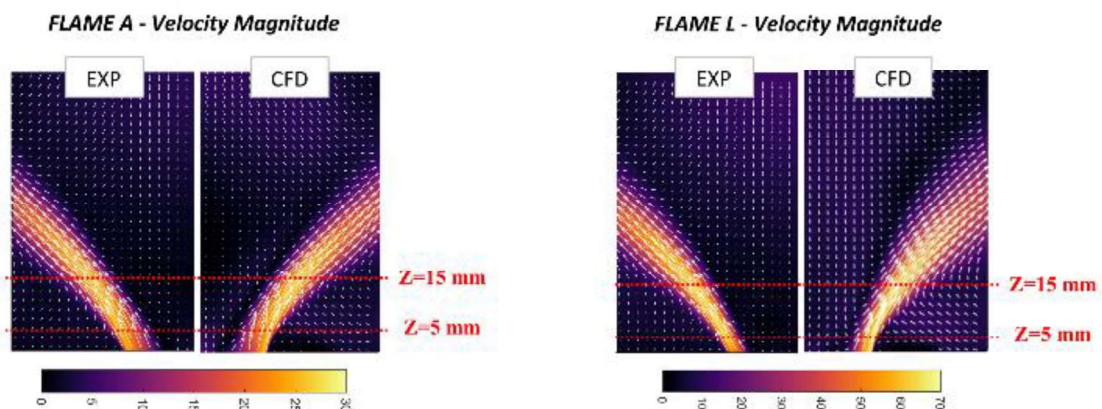 FLAME A - Velocity Magnitude
FLAME L - Velocity Magnitude
EXP
CFD
EXP
CFD
Z=15 mm
Z=5 mm
Z=15 mm
Z=5 mm
0 5 10 15 20 25 30
0 10 20 30 40 50 60 70